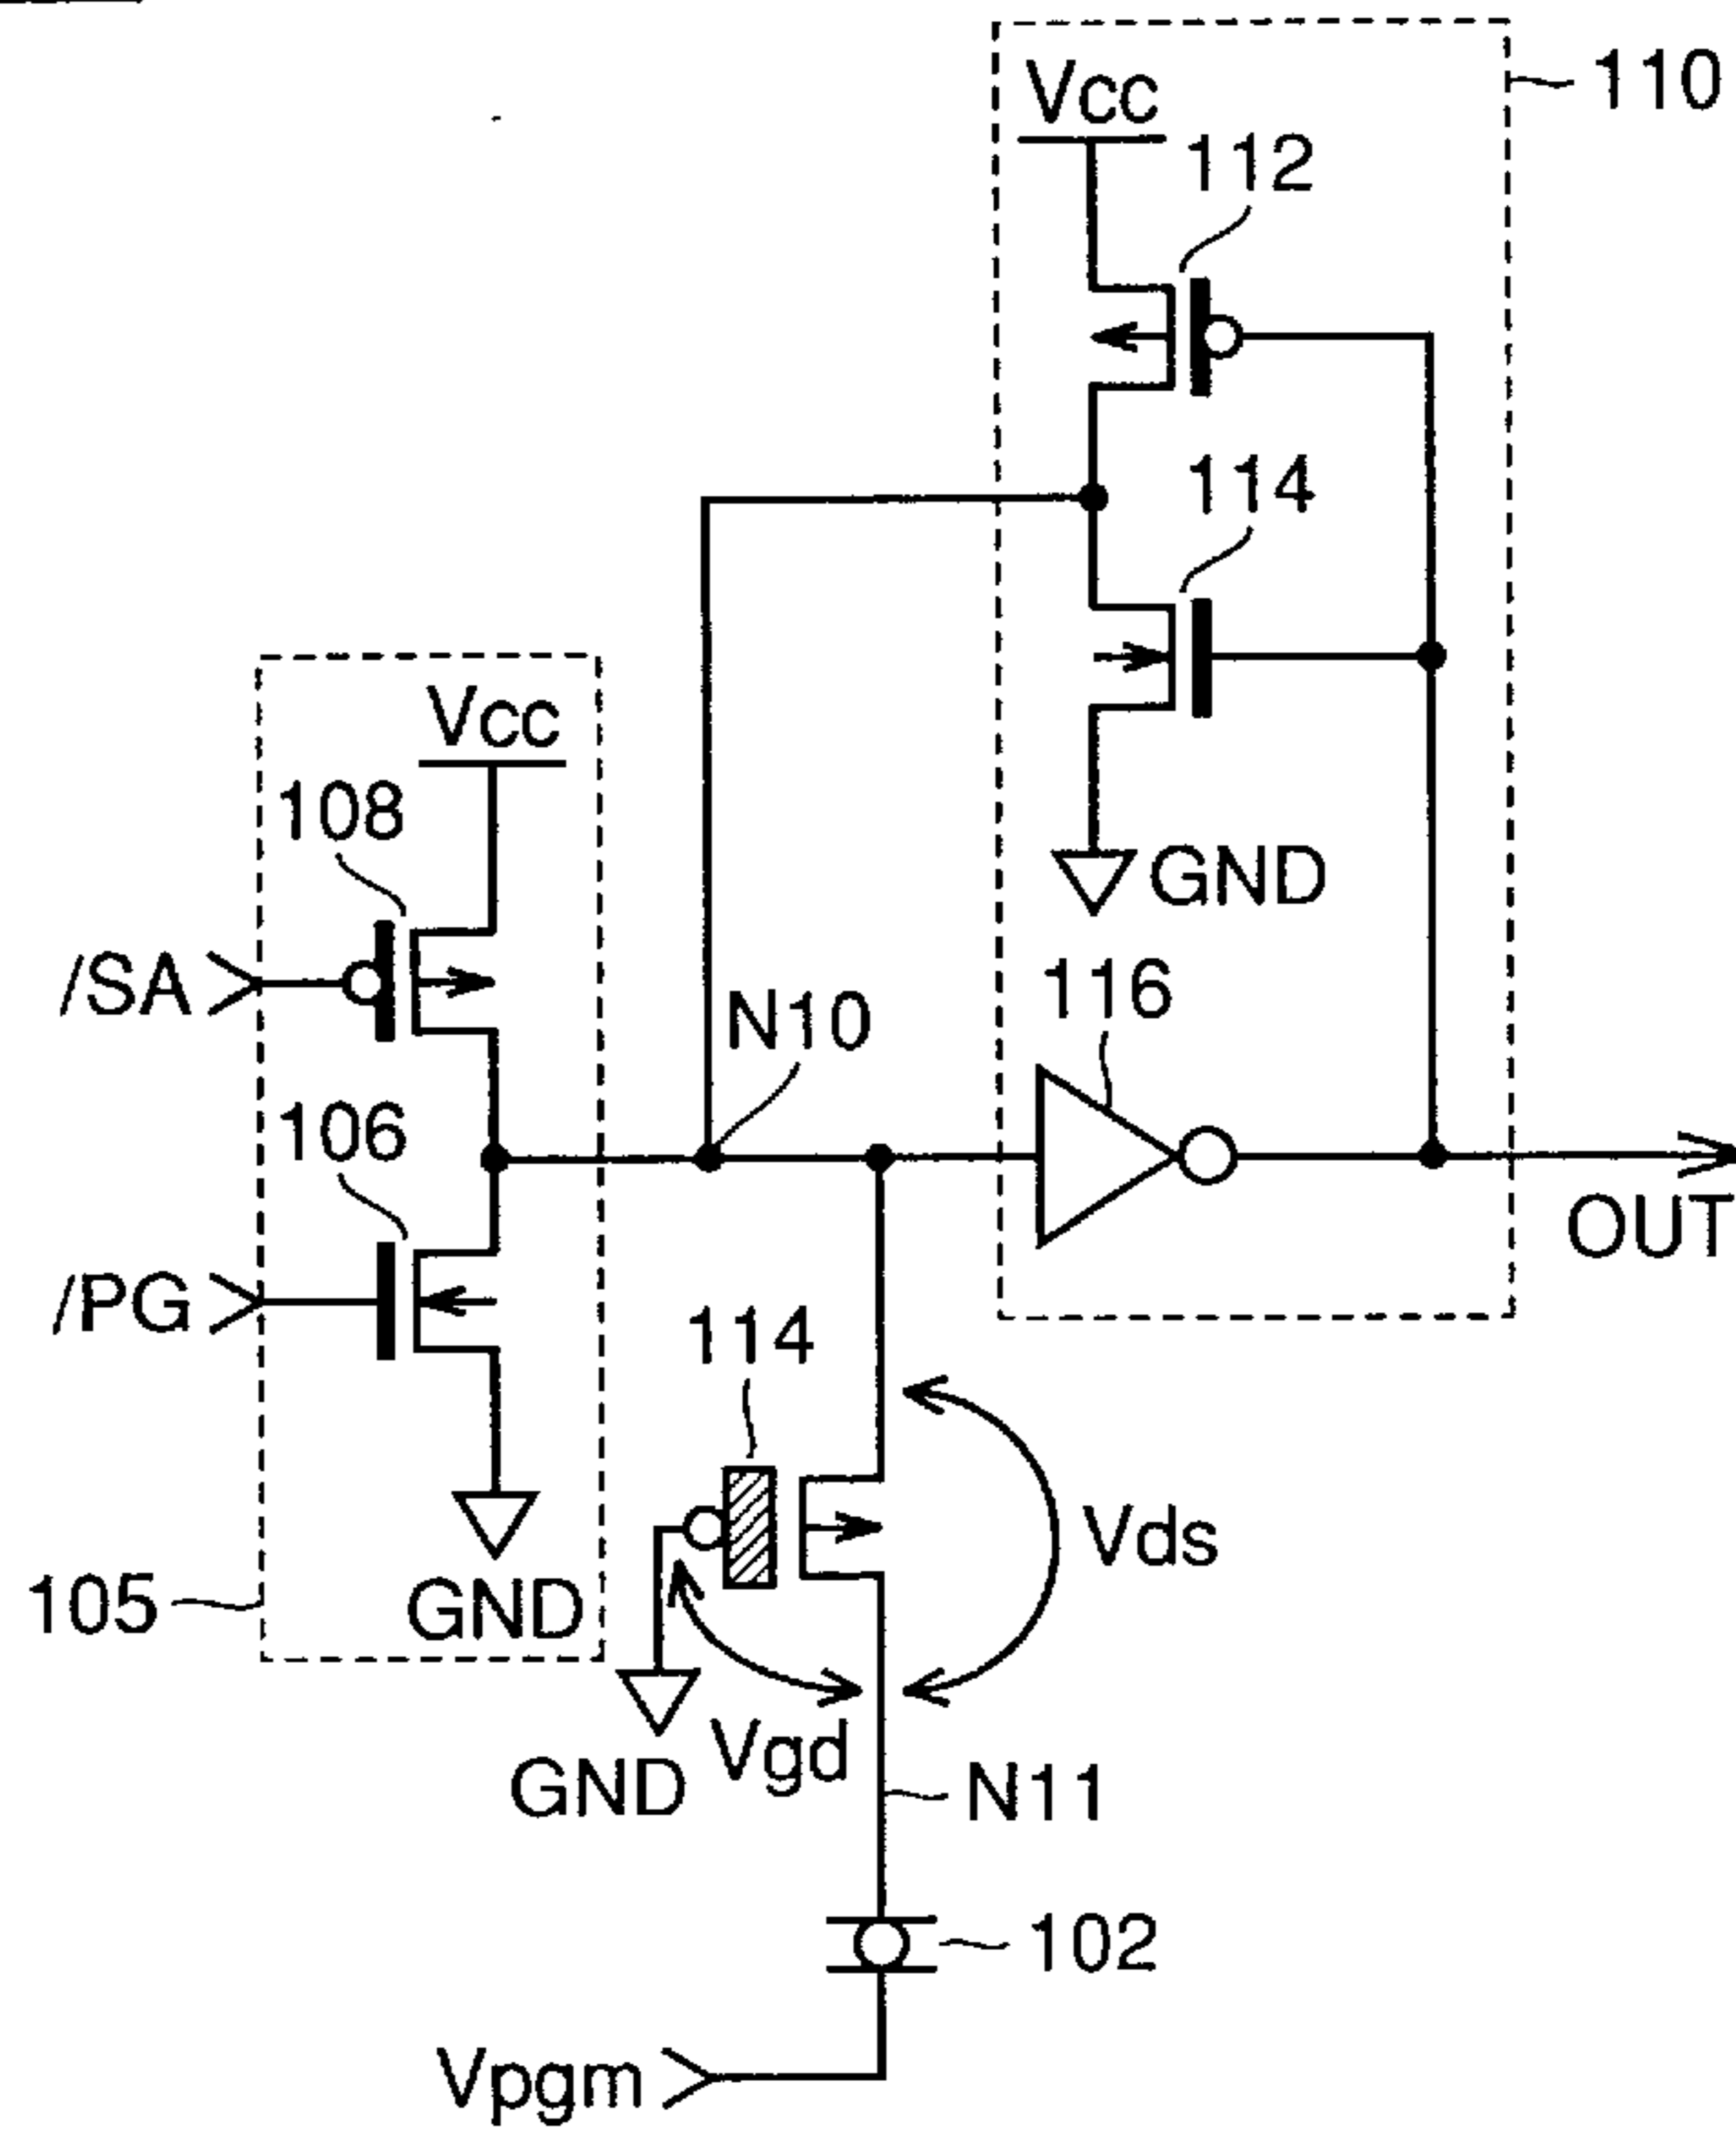 110
Vcc
112
114
Vcc
108
GND
/SA
N10
116
106
OUT
/PG
114
Vds
105
GND
Vgd
GND
N11
102
Vpgm